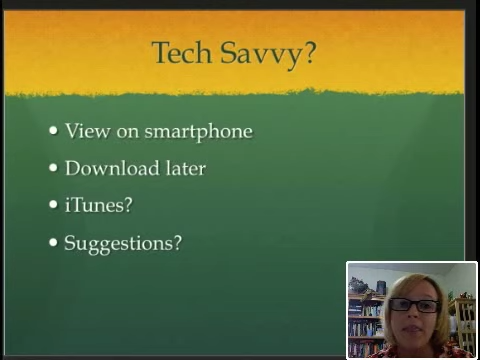 Tech Savvy?
• View on smartphone
• Download later
• iTunes?
• Suggestions?